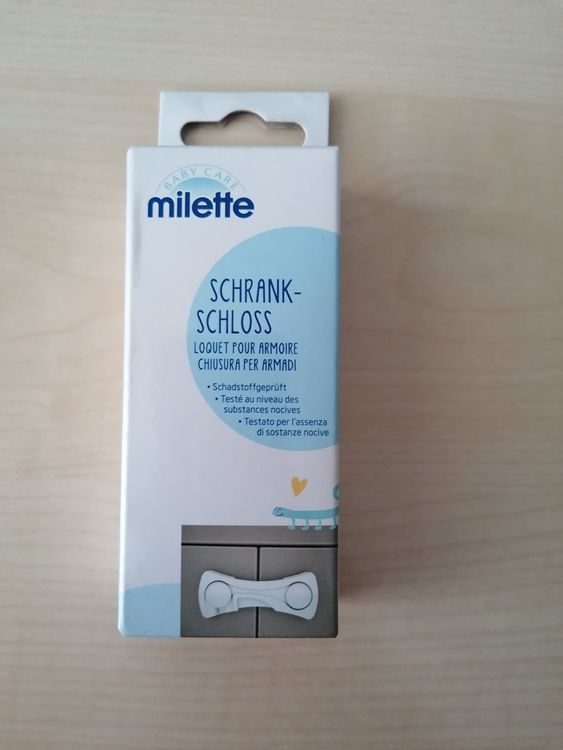 BABY CARE
milette
SCHRANK-
SCHLOSS
LOQUET POUR ARMOIRE
CHIUSURA PER ARMADI
• Schadstoffgeprüft
• Testé au niveau des
substances nocives
• Testato per l'assenza
di sostanze nocive